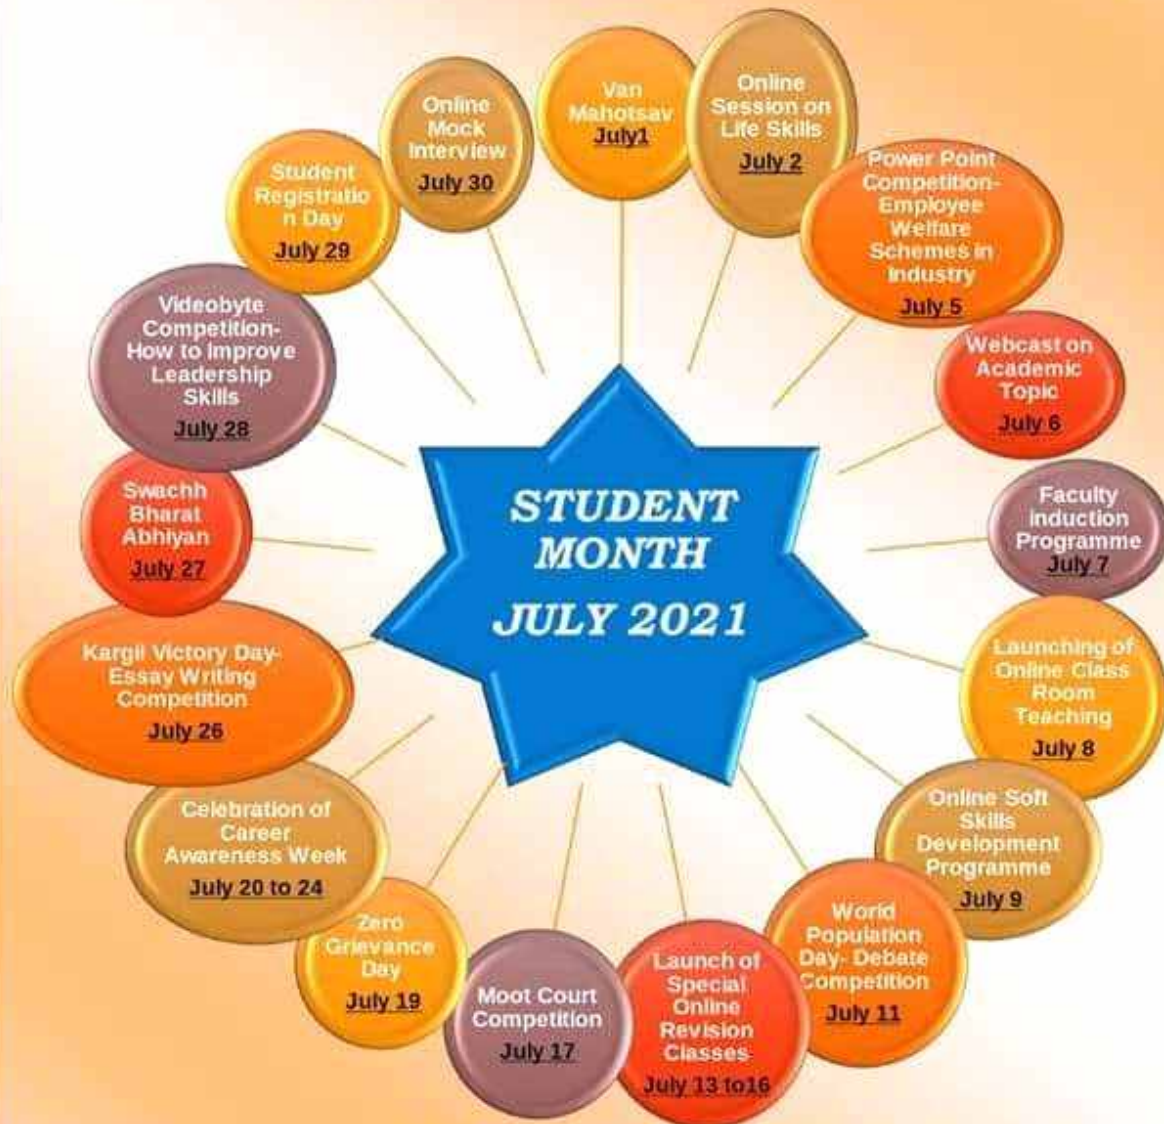 STUDENT
MONTH
JULY 2021
Van
Mahotsav
July1
Online
Session on
Life Skills
July 2
Power Point
Competition-
Employee
Welfare
Schemes in
Industry
July 5
Webcast on
Academic
Topic
July 6
Faculty
Induction
Programme
July 7
Launching of
Online Class
Room
Teaching
July 8
Online Soft
Skills
Development
Programme
July 9
World
Population
Day- Debate
Competition
July 11
Launch of
Special
Online
Revision
Classes
July 13 to16
Moot Court
Competition
July 17
Zero
Grievance
Day
July 19
Celebration of
Career
Awareness Week
July 20 to 24
Kargil Victory Day-
Essay Writing
Competition
July 26
Swachh
Bharat
Abhiyan
July 27
Videobyte
Competition-
How to Improve
Leadership
Skills
July 28
Student
Registratio
n Day
July 29
Online
Mock
Interview
July 30